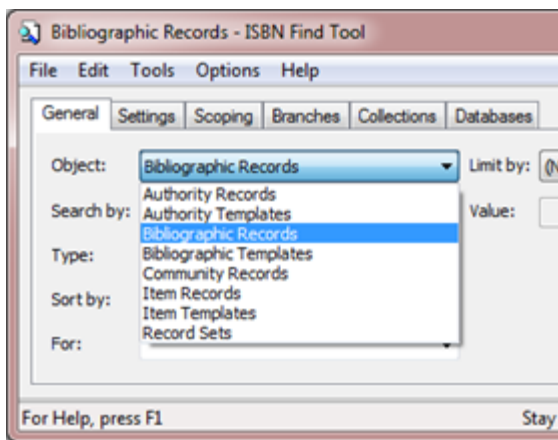 Bibliographic Records - ISBN Find Tool
File Edit Tools Options Help
General Settings Scoping Branches Collections Databases
Object: Bibliographic Records Limit by:
Authority Records
Search by: Authority Templates Value:
Bibliographic Records
Type: Bibliographic Templates
Community Records
Sort by: Item Records
Item Templates
Record Sets
For:
For Help, press F1 Stay